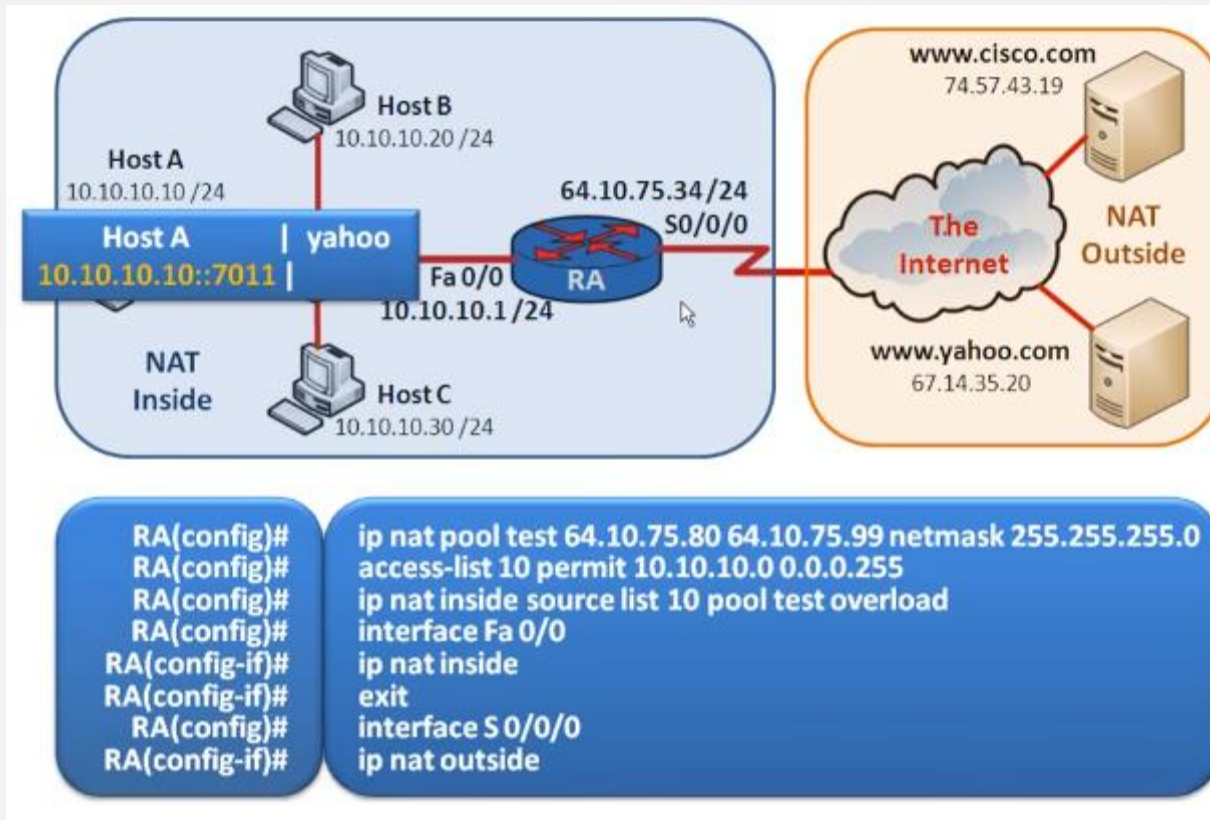 www.cisco.com
74.57.43.19
Host B
10.10.10.20 /24
Host A
10.10.10.10 /24
64.10.75.34 /24
S0/0/0
Host A | yahoo
10.10.10.10::7011 |
The
Internet
NAT
Outside
Fa 0/0
RA
10.10.10.1 /24
www.yahoo.com
67.14.35.20
NAT
Inside
Host C
10.10.10.30 /24
RA(config)# ip nat pool test 64.10.75.80 64.10.75.99 netmask 255.255.255.0
RA(config)# access-list 10 permit 10.10.10.0 0.0.0.255
RA(config)# ip nat inside source list 10 pool test overload
RA(config)# interface Fa 0/0
RA(config-if)# ip nat inside
RA(config-if)# exit
RA(config)# interface S 0/0/0
RA(config-if)# ip nat outside